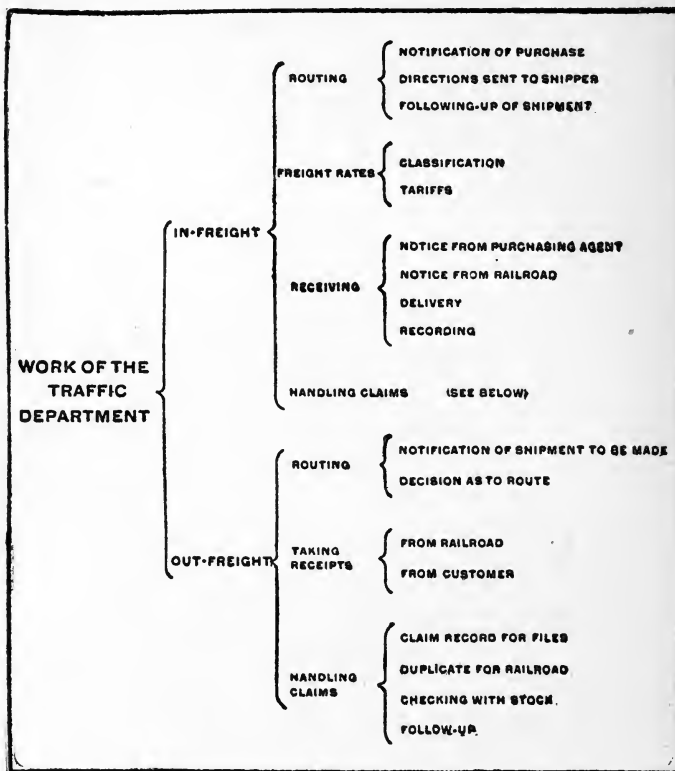 WORK OF THE
TRAFFIC
DEPARTMENT
IN-FREIGHT
ROUTING
NOTIFICATION OF PURCHASE
DIRECTIONS SENT TO SHIPPER
FOLLOWING-UP OF SHIPMENT
FREIGHT RATES
CLASSIFICATION
TARIFFS
RECEIVING
NOTICE FROM PURCHASING AGENT
NOTICE FROM RAILROAD
DELIVERY
RECORDING
HANDLING CLAIMS (SEE BELOW)
OUT-FREIGHT
ROUTING
NOTIFICATION OF SHIPMENT TO BE MADE
DECISION AS TO ROUTE
TAKING
RECEIPTS
FROM RAILROAD
FROM CUSTOMER
HANDLING
CLAIMS
CLAIM RECORD FOR FILES
DUPLICATE FOR RAILROAD
CHECKING WITH STOCK.
FOLLOW-UP.